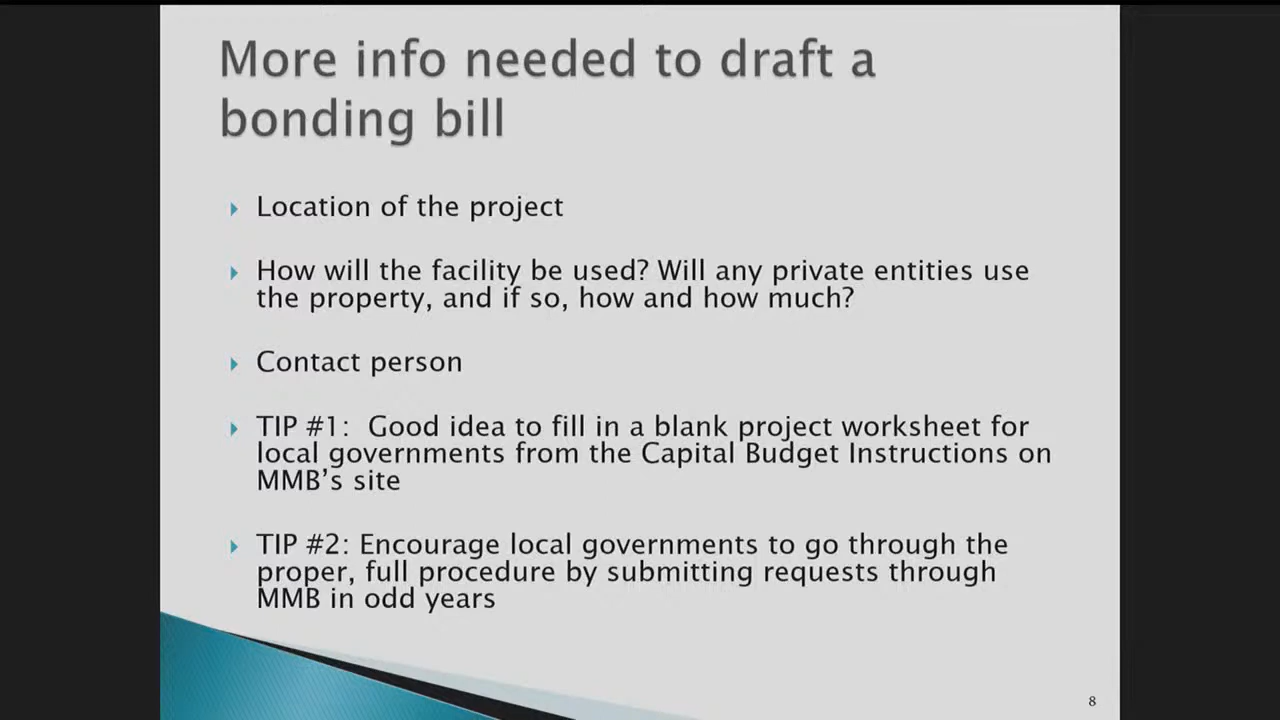 More info needed to draft a
bonding bill
Location of the project
How will the facility be used? Will any private entities use
the property, and if so, how and how much?
Contact person
TIP #1:  Good idea to fill in a blank project worksheet for
local governments from the Capital Budget Instructions on
MMB’s site
TIP #2: Encourage local governments to go through the
proper, full procedure by submitting requests through
MMB in odd years
8